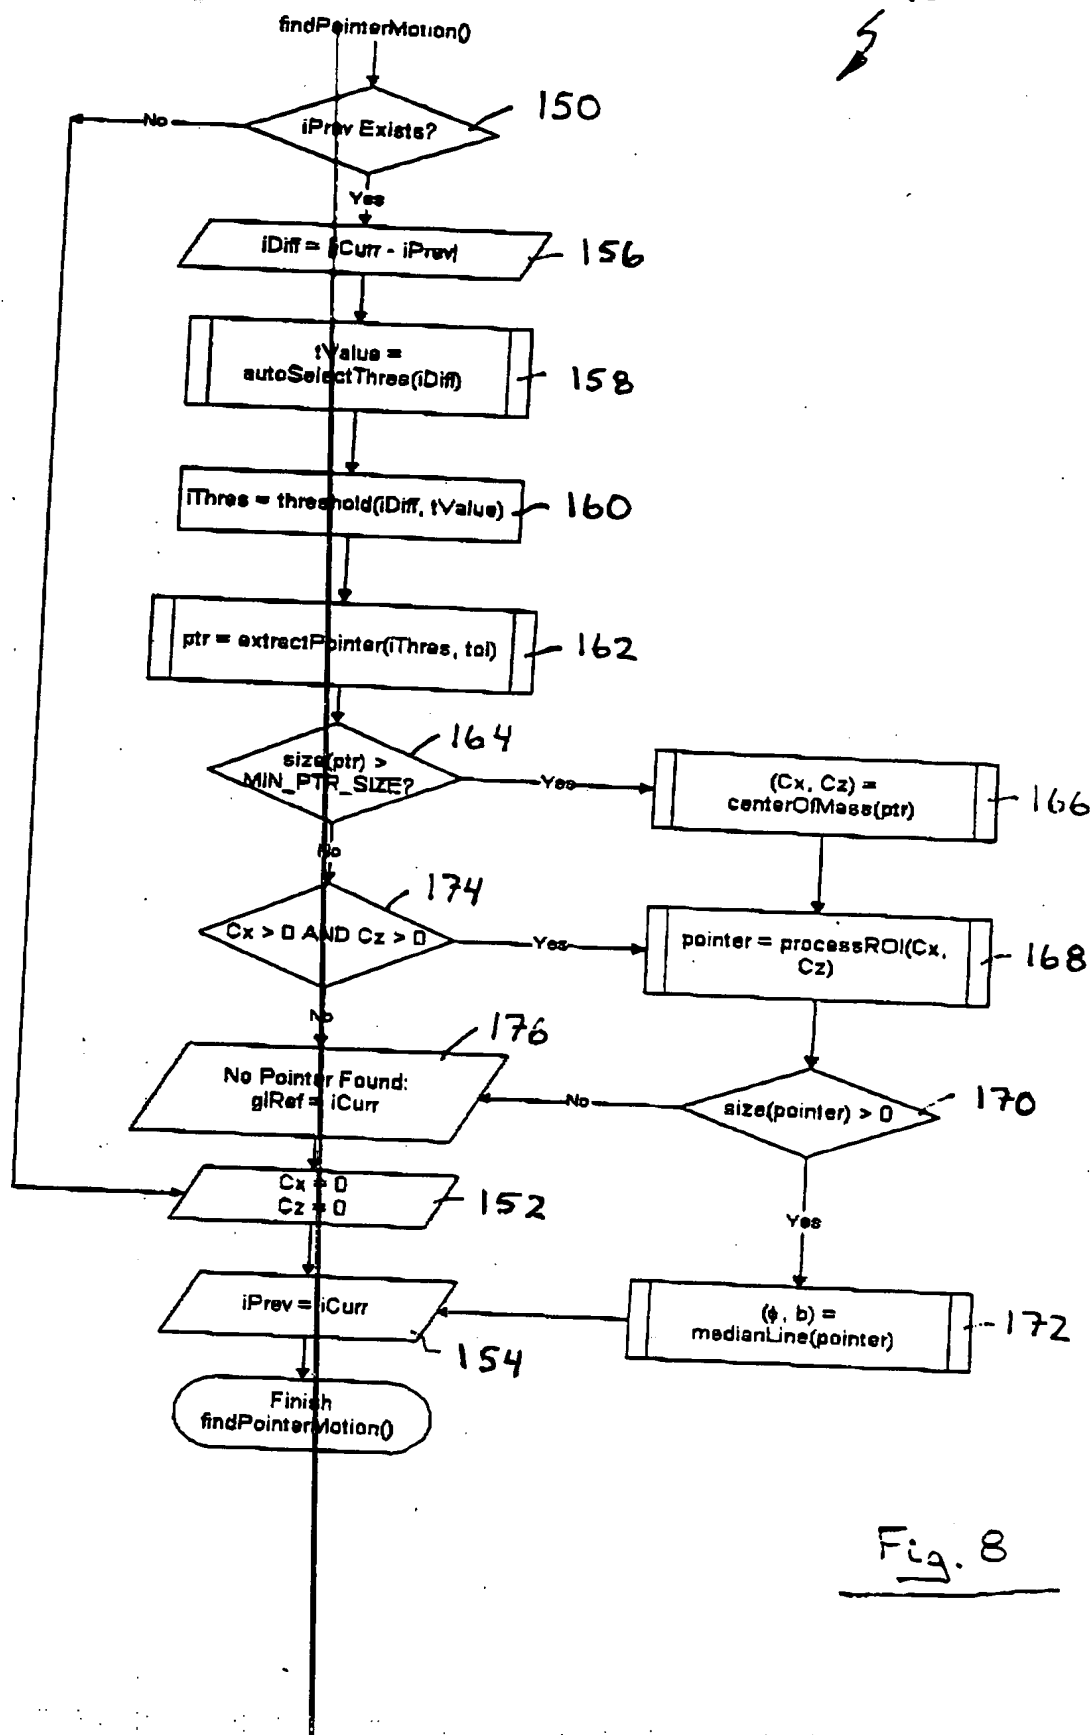 findPointerMotion()
150
No
iPrev Exists?
Yes
iDiff = |iCurr - iPrev|
156
tValue =
autoSelectThres(iDiff)
158
iThres = threshold(iDiff, tValue)
160
ptr = extractPointer(iThres, tol)
162
164
size(ptr) >
MIN_PTR_SIZE?
Yes
(Cx, Cz) =
centerOfMass(ptr)
166
No
174
Cx > 0 AND Cz > 0
Yes
pointer = processROI(Cx,
Cz)
168
No
176
No Pointer Found:
glRef = iCurr
No
size(pointer) > 0
170
Cx = 0
Cz = 0
152
Yes
iPrev = iCurr
154
(ϕ, b) =
medianLine(pointer)
172
Finish
findPointerMotion()
Fig. 8